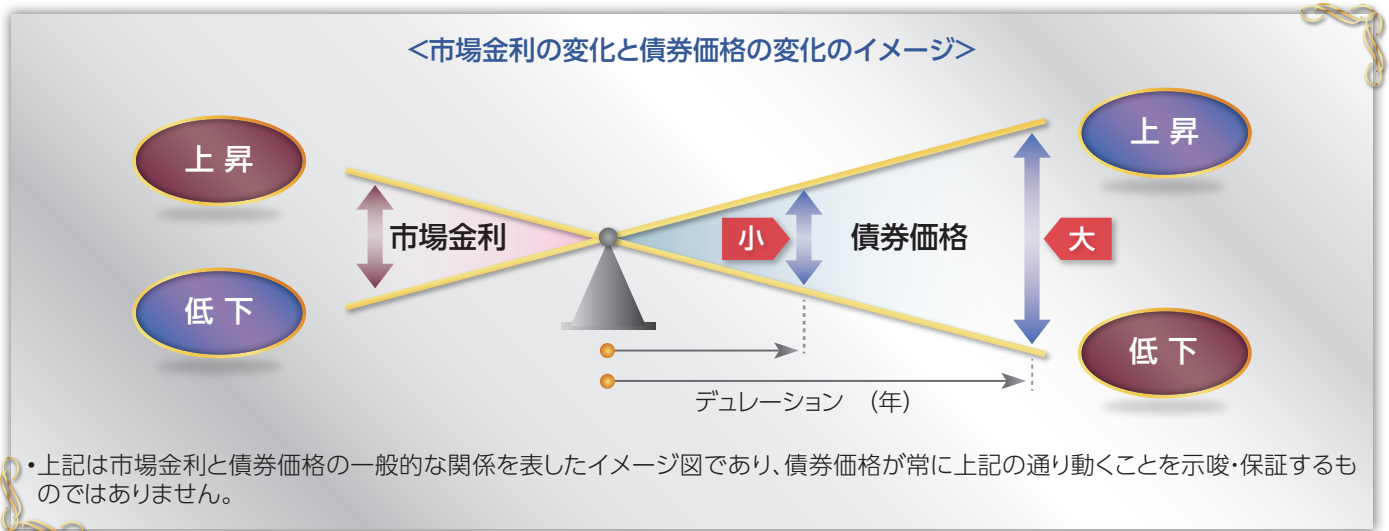 <市場金利の変化と債券価格の変化のイメージ>
上 昇
上 昇
市場金利
小
債券価格
大
低 下
低 下
デュレーション (年)
・上記は市場金利と債券価格の一般的な関係を表したイメージ図であり、債券価格が常に上記の通り動くことを示唆・保証するも
のではありません。